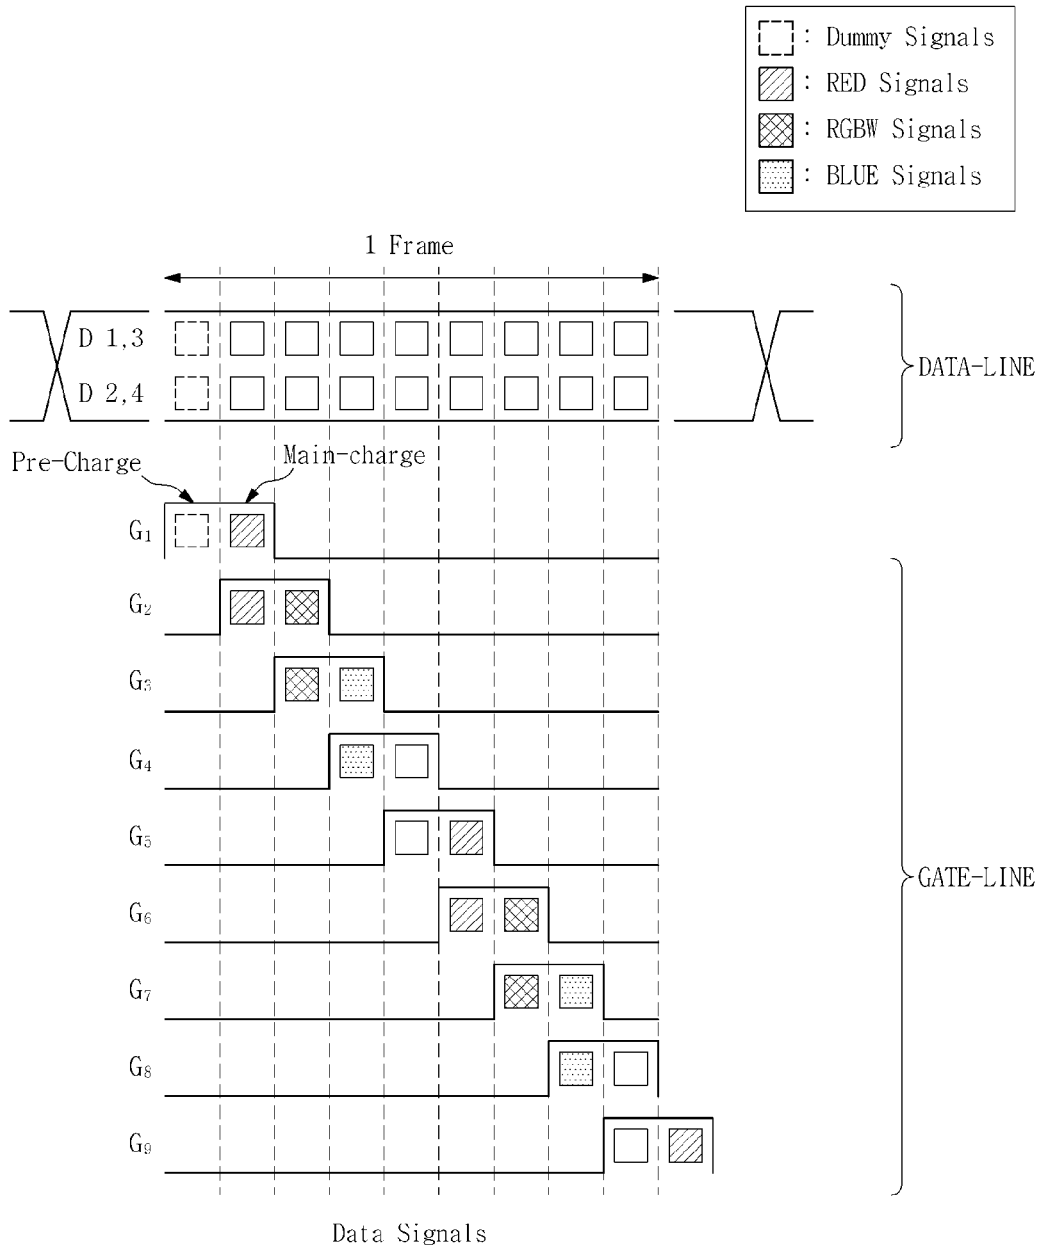 : Dummy Signals
: RED Signals
: RGBW Signals
: BLUE Signals
1 Frame
D 1,3
D 2,4
DATA-LINE
Pre-Charge
Main-charge
G1
G2
G3
G4
G5
G6
G7
G8
G9
GATE-LINE
Data Signals